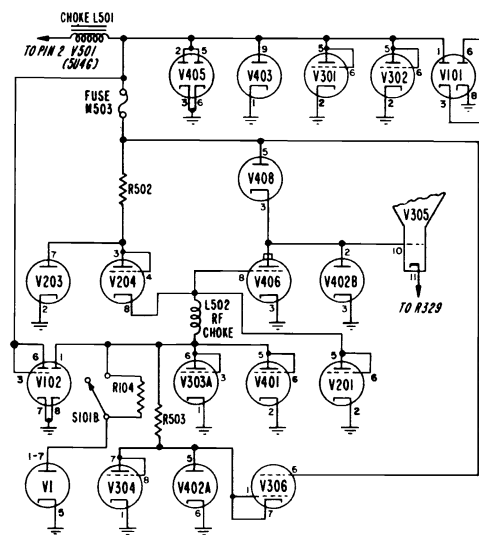 CHOKE L501
TO PIN 2 V501
(5U4G)
FUSE
M503
2 5
V405
3 6
9
V403
1
5
V301
6
2
5
V302
6
2
1 6
V101
3 8
R502
5
V408
3
V305
10
11
TO R329
7
V203
2
3
V204
4
8
8
V406
3
2
V402B
3
L502
RF
CHOKE
6 1
3
V102
7 8
R104
S101B
R503
6
V303A
3
1
5
V401
6
2
5
V201
6
2
1-7
V1
5
7
V304
8
1
5
V402A
6
6
1
V306
7